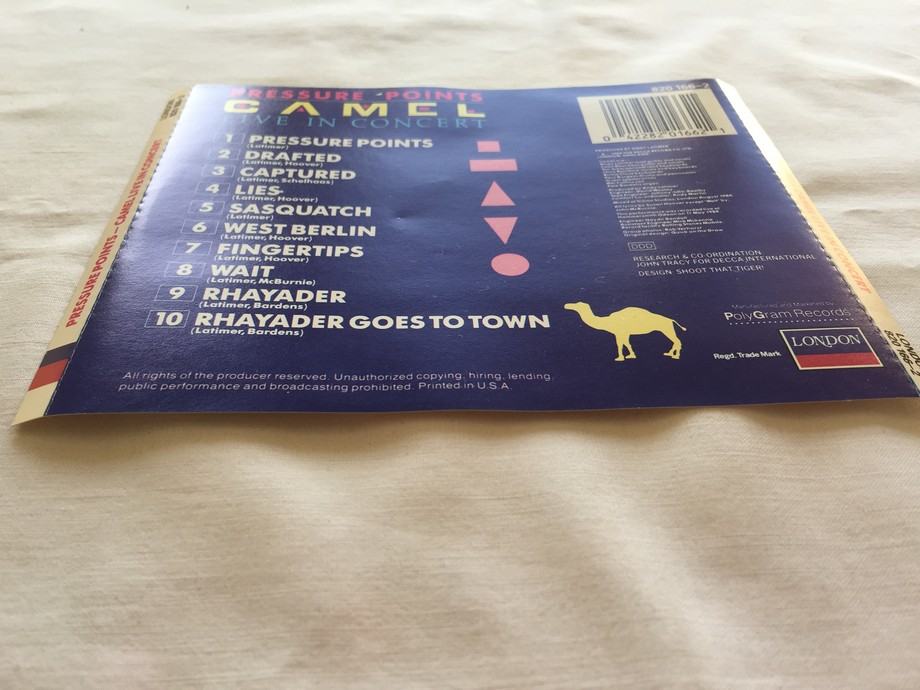 PRESSURE POINTS
820 166-2
CAMEL
LIVE IN CONCERT
0 42282 01662 1
1 PRESSURE POINTS
(Latimer)
2 DRAFTED
(Latimer, Hoover)
3 CAPTURED
(Latimer, Schelhaas)
4 LIES
(Latimer, Hoover)
5 SASQUATCH
(Latimer)
6 WEST BERLIN
(Latimer, Hoover)
7 FINGERTIPS
(Latimer, Hoover)
8 WAIT
(Latimer, McBurnie)
9 RHAYADER
(Latimer, Bardens)
10 RHAYADER GOES TO TOWN
(Latimer, Bardens)
DDD
RESEARCH & CO-ORDINATION
JOHN TRACY FOR DECCA INTERNATIONAL
DESIGN: SHOOT THAT TIGER!
Manufactured and Marketed by
PolyGram Records
Regd. Trade Mark
LONDON
All rights of the producer reserved. Unauthorized copying, hiring, lending,
public performance and broadcasting prohibited. Printed in U.S.A.
PRESSURE POINTS – CAMEL LIVE IN CONCERT